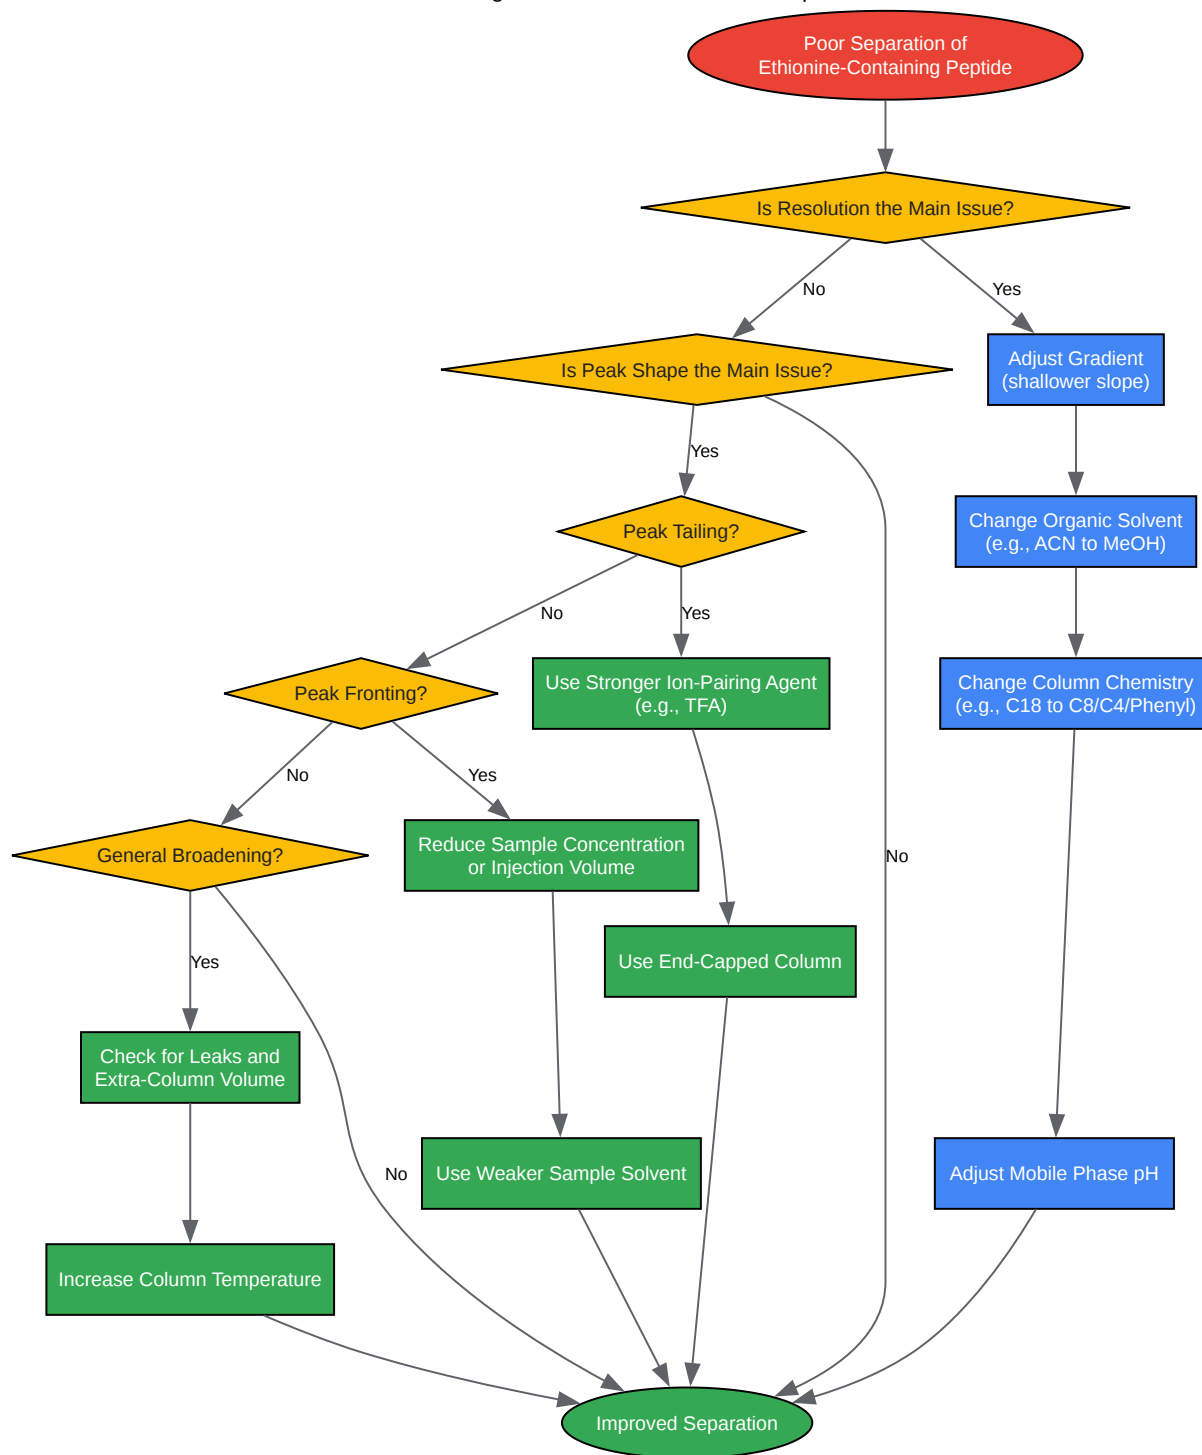 Poor Separation of
Ethionine-Containing Peptide
Is Resolution the Main Issue?
No
Yes
Is Peak Shape the Main Issue?
Adjust Gradient
(shallower slope)
Yes
Peak Tailing?
Change Organic Solvent
(e.g., ACN to MeOH)
No
Yes
Peak Fronting?
Use Stronger Ion-Pairing Agent
(e.g., TFA)
Change Column Chemistry
(e.g., C18 to C8/C4/Phenyl)
No
Yes
General Broadening?
Reduce Sample Concentration
or Injection Volume
No
Yes
Use End-Capped Column
Check for Leaks and
Extra-Column Volume
No
Use Weaker Sample Solvent
Adjust Mobile Phase pH
Increase Column Temperature
Improved Separation